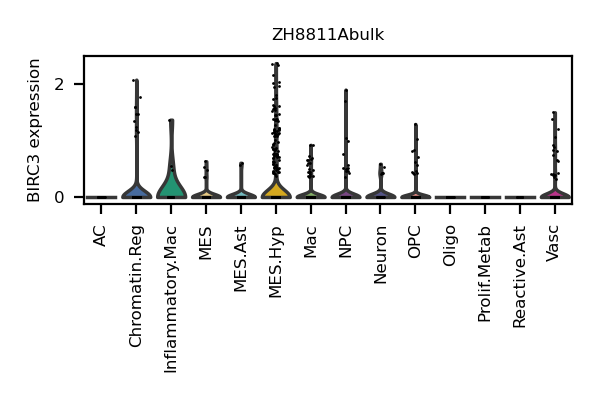 ZH8811Abulk
BIRC3 expression
2
0
AC
Chromatin.Reg
Inflammatory.Mac
MES
MES.Ast
MES.Hyp
Mac
NPC
Neuron
OPC
Oligo
Prolif.Metab
Reactive.Ast
Vasc